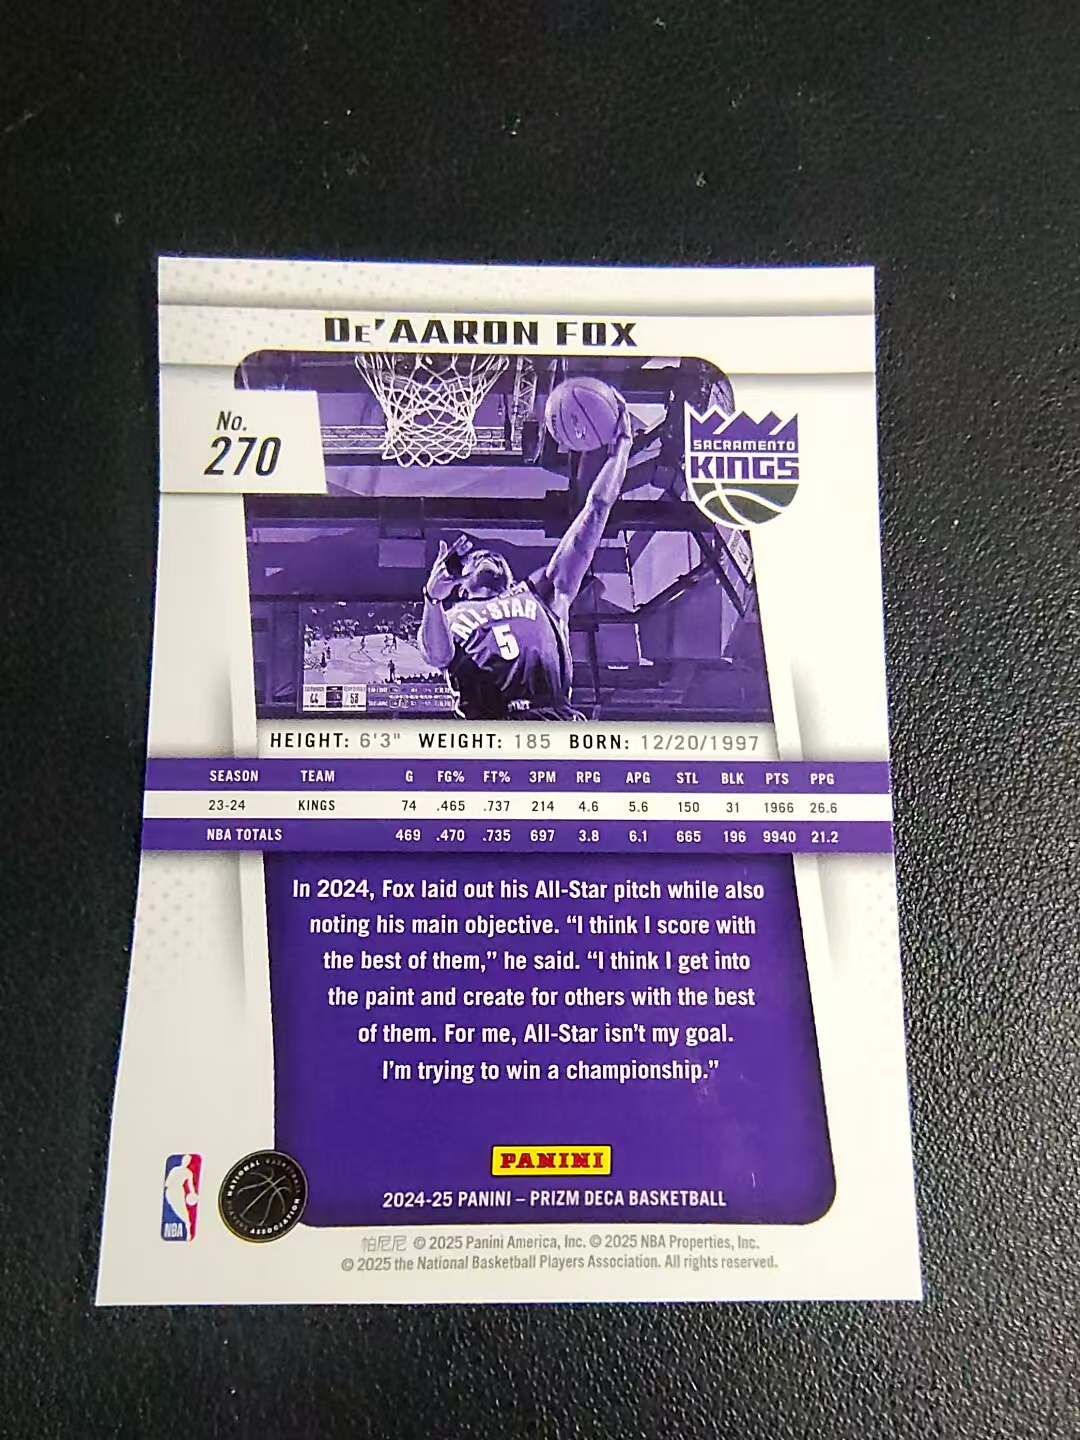 De'AARON FOX
No.
270
SACRAMENTO
KINGS
ALL-STAR
5
44
53
HEIGHT: 6'3" WEIGHT: 185 BORN: 12/20/1997
SEASON TEAM G FG% FT% 3PM RPG APG STL BLK PTS PPG
23-24 KINGS 74 .465 .737 214 4.6 5.6 150 31 1966 26.6
NBA TOTALS 469 .470 .735 697 3.8 6.1 665 196 9940 21.2
In 2024, Fox laid out his All-Star pitch while also
noting his main objective. “I think I score with
the best of them,” he said. “I think I get into
the paint and create for others with the best
of them. For me, All-Star isn't my goal.
I'm trying to win a championship.”
PANINI
2024-25 PANINI – PRIZM DECA BASKETBALL
NBA
NATIONAL BASKETBALL
ASSOCIATION
帕尼尼 © 2025 Panini America, Inc. © 2025 NBA Properties, Inc.
© 2025 the National Basketball Players Association. All rights reserved.